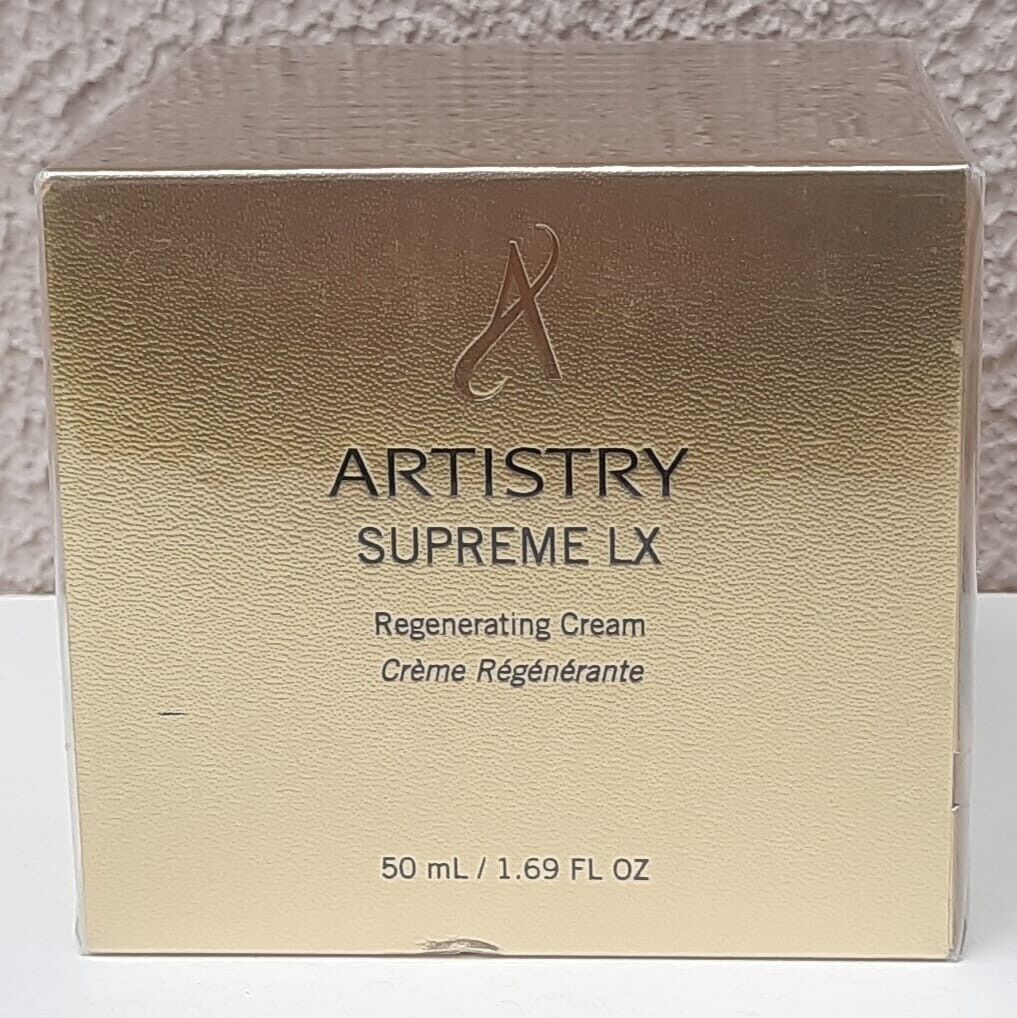 ARTISTRY
SUPREME LX
Regenerating Cream
Crème Régénérante
50 mL / 1.69 FL OZ